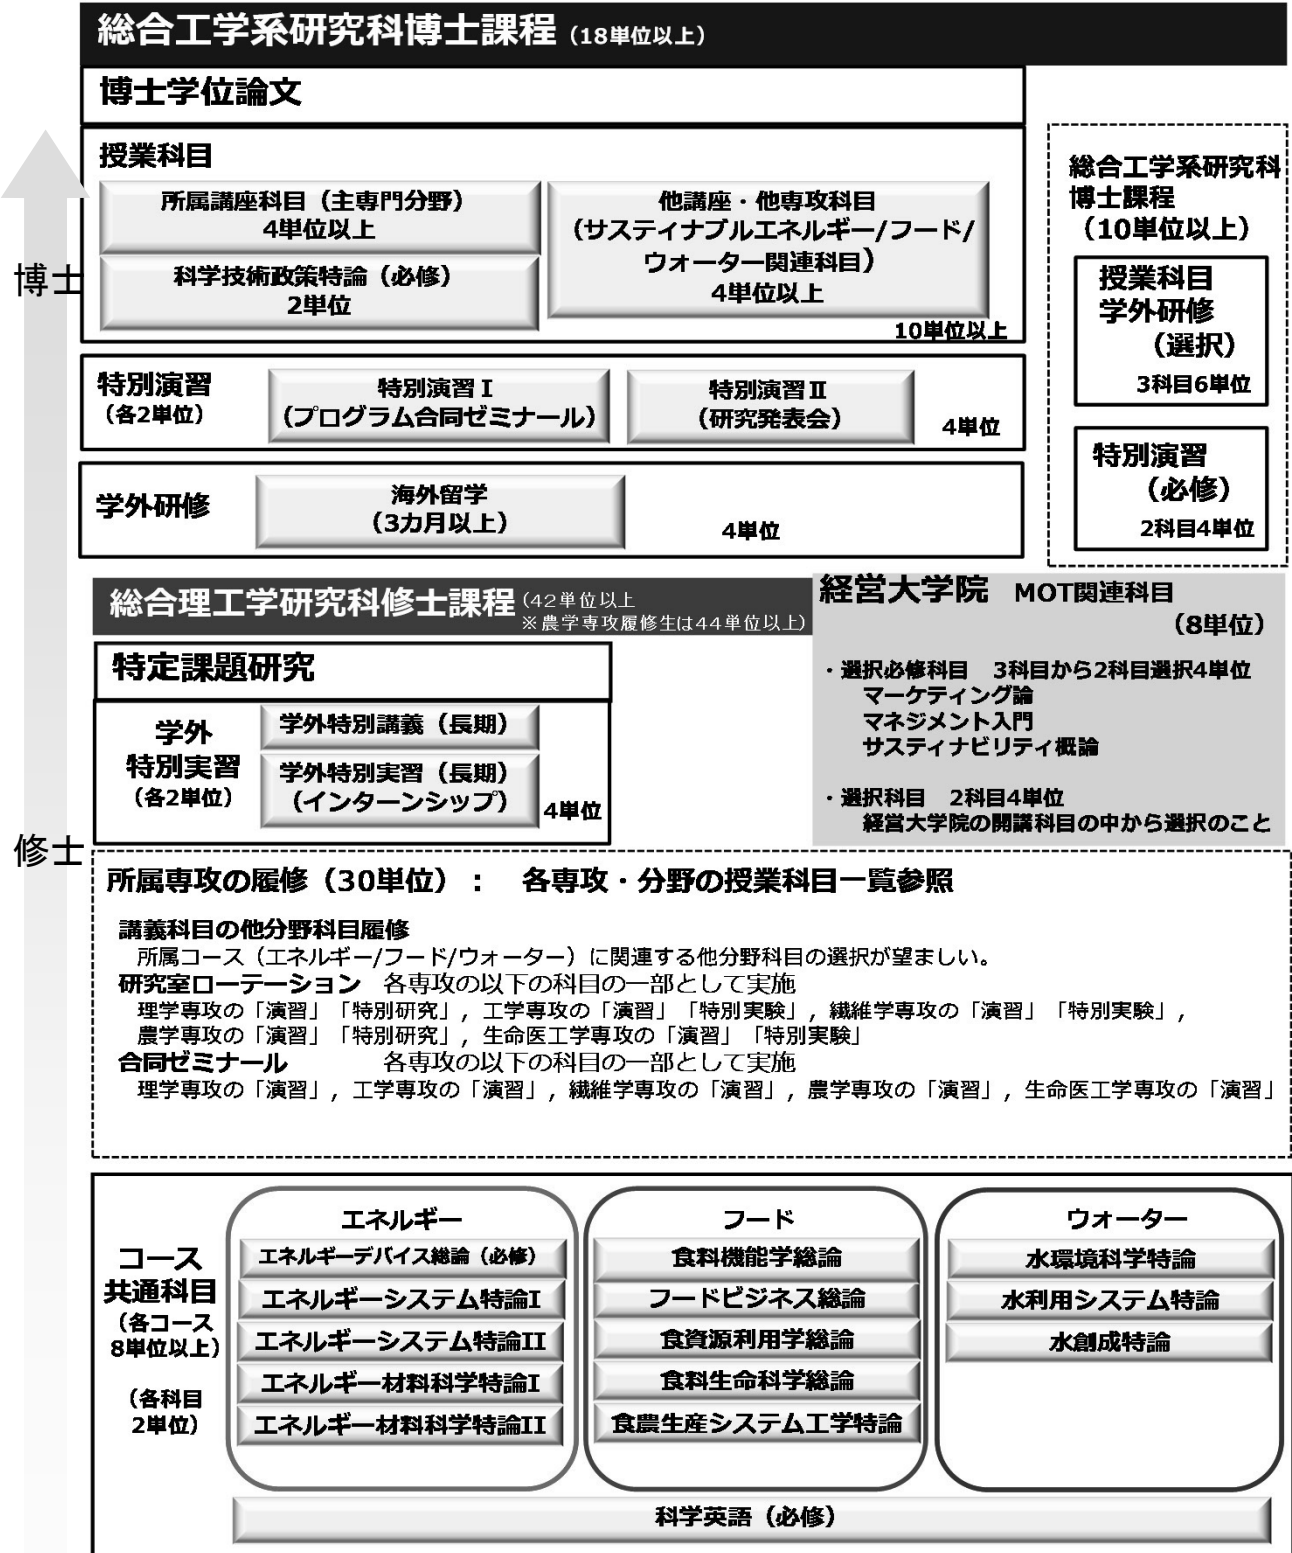 総合工学系研究科博士課程（18単位以上）
博士学位論文
授業科目
所属講座科目（主専門分野）
4単位以上
科学技術政策特論（必修）
2単位
他講座・他専攻科目
（サスティナブルエネルギー/フード/
ウォーター関連科目）
4単位以上
10単位以上
特別演習
（各2単位）
特別演習Ⅰ
（プログラム合同ゼミナール）
特別演習Ⅱ
（研究発表会）
4単位
学外研修
海外留学
（3カ月以上）
4単位
総合工学系研究科
博士課程
（10単位以上）
授業科目
学外研修
（選択）
3科目6単位
特別演習
（必修）
2科目4単位
博士
総合理工学研究科修士課程（42単位以上
※農学専攻履修生は44単位以上）
特定課題研究
学外
特別実習
（各2単位）
学外特別講義（長期）
学外特別実習（長期）
（インターンシップ）
4単位
経営大学院 MOT関連科目
（8単位）
・選択必修科目 3科目から2科目選択4単位
マーケティング論
マネジメント入門
サスティナビリティ概論
・選択科目 2科目4単位
経営大学院の開講科目の中から選択のこと
修士
所属専攻の履修（30単位）： 各専攻・分野の授業科目一覧参照
講義科目の他分野科目履修
所属コース（エネルギー/フード/ウォーター）に関連する他分野科目の選択が望ましい。
研究室ローテーション 各専攻の以下の科目の一部として実施
理学専攻の「演習」「特別研究」，工学専攻の「演習」「特別実験」，繊維学専攻の「演習」「特別実験」，
農学専攻の「演習」「特別研究」，生命医工学専攻の「演習」「特別実験」
合同ゼミナール 各専攻の以下の科目の一部として実施
理学専攻の「演習」，工学専攻の「演習」，繊維学専攻の「演習」，農学専攻の「演習」，生命医工学専攻の「演習」
コース
共通科目
（各コース
8単位以上）
（各科目
2単位）
エネルギー
エネルギーデバイス総論（必修）
エネルギーシステム特論I
エネルギーシステム特論II
エネルギー材料科学特論I
エネルギー材料科学特論II
フード
食料機能学総論
フードビジネス総論
食資源利用学総論
食料生命科学総論
食農生産システム工学特論
ウォーター
水環境科学特論
水利用システム特論
水創成特論
科学英語（必修）